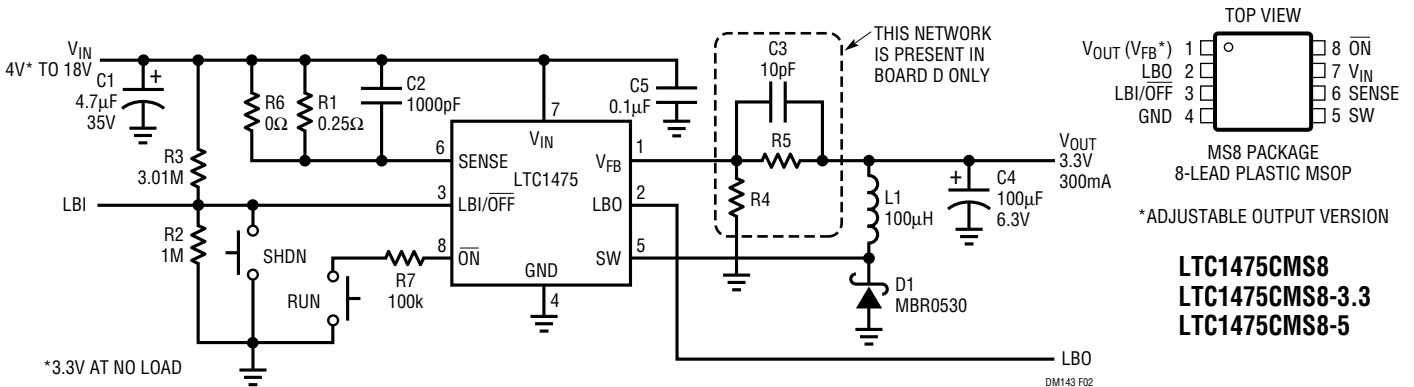 V_IN
4V* TO 18V
C1
4.7µF
35V
+
R3
3.01M
LBI
R2
1M
R6
0Ω
R1
0.25Ω
C2
1000pF
SHDN
RUN
R7
100k
*3.3V AT NO LOAD
7
V_IN
6
SENSE
LTC1475
3
LBI/O̅F̅F̅
8
O̅N̅
GND
4
V_FB
1
LBO
2
SW
5
C5
0.1µF
C3
10pF
R5
R4
THIS NETWORK
IS PRESENT IN
BOARD D ONLY
L1
100µH
D1
MBR0530
+
C4
100µF
6.3V
V_OUT
3.3V
300mA
LBO
DM143 F02
TOP VIEW
V_OUT (V_FB*) 1
LBO 2
LBI/O̅F̅F̅ 3
GND 4
8 O̅N̅
7 V_IN
6 SENSE
5 SW
MS8 PACKAGE
8-LEAD PLASTIC MSOP
*ADJUSTABLE OUTPUT VERSION
LTC1475CMS8
LTC1475CMS8-3.3
LTC1475CMS8-5